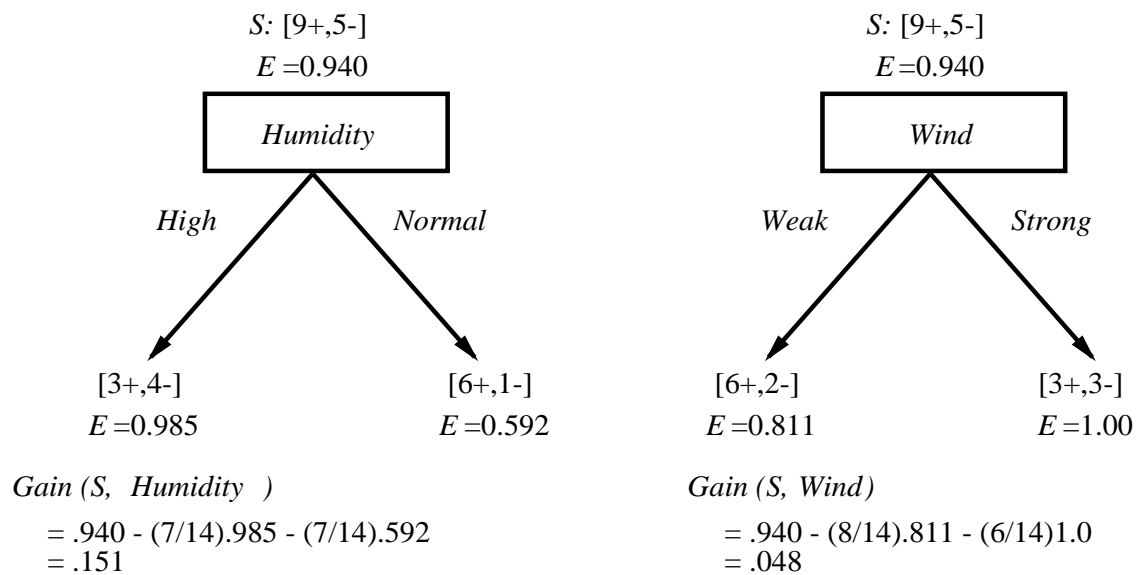 S: [9+,5-]
E =0.940
Humidity
High
Normal
[3+,4-]
E =0.985
[6+,1-]
E =0.592
Gain (S, Humidity )
= .940 - (7/14).985 - (7/14).592
= .151
S: [9+,5-]
E =0.940
Wind
Weak
Strong
[6+,2-]
E =0.811
[3+,3-]
E =1.00
Gain (S, Wind)
= .940 - (8/14).811 - (6/14)1.0
= .048